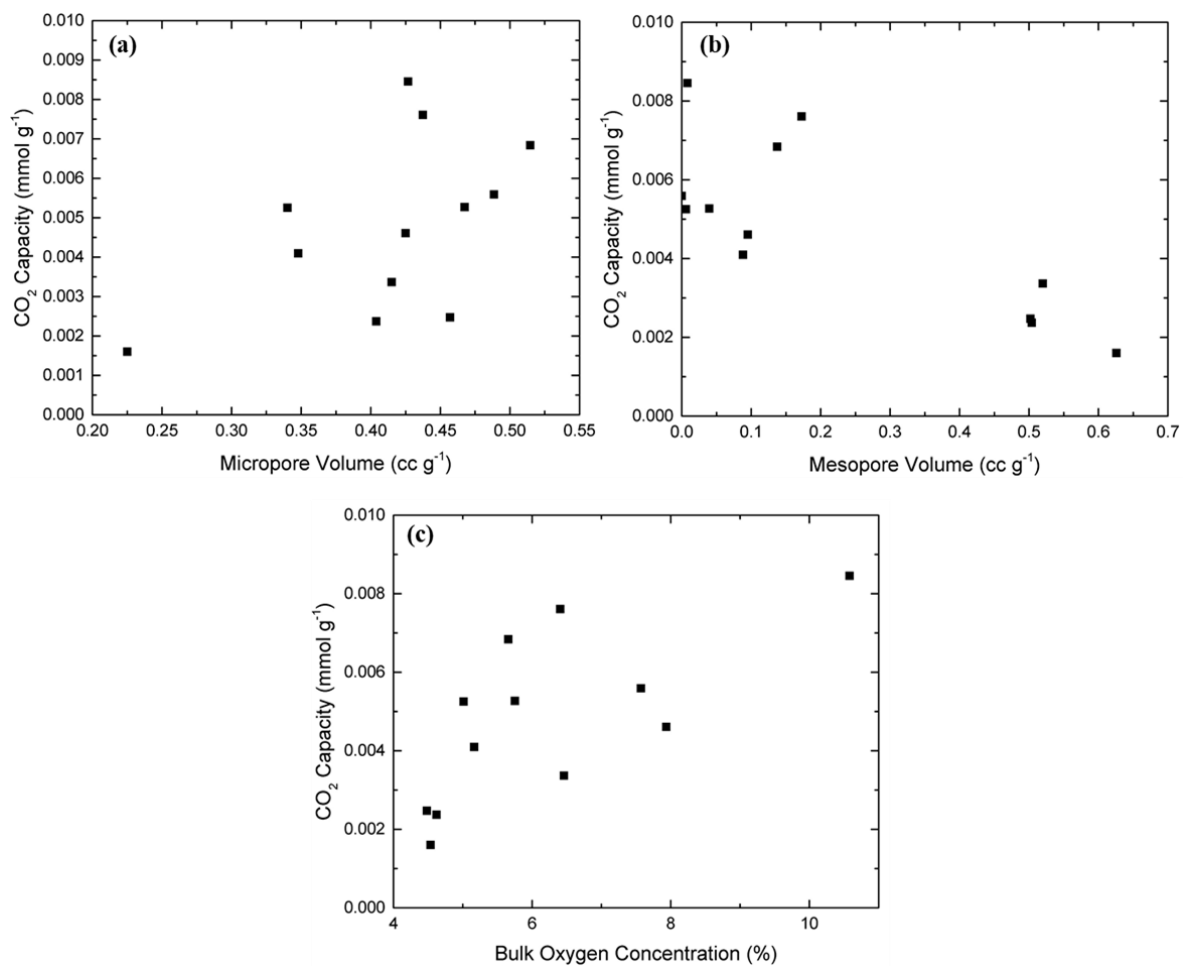 (a)
0.010
0.009
0.008
0.007
0.006
0.005
0.004
0.003
0.002
0.001
0.000
CO₂ Capacity (mmol g⁻¹)
0.20 0.25 0.30 0.35 0.40 0.45 0.50 0.55
Micropore Volume (cc g⁻¹)
(b)
0.010
0.008
0.006
0.004
0.002
0.000
CO₂ Capacity (mmol g⁻¹)
0.0 0.1 0.2 0.3 0.4 0.5 0.6 0.7
Mesopore Volume (cc g⁻¹)
(c)
0.010
0.008
0.006
0.004
0.002
0.000
CO₂ Capacity (mmol g⁻¹)
4 6 8 10
Bulk Oxygen Concentration (%)